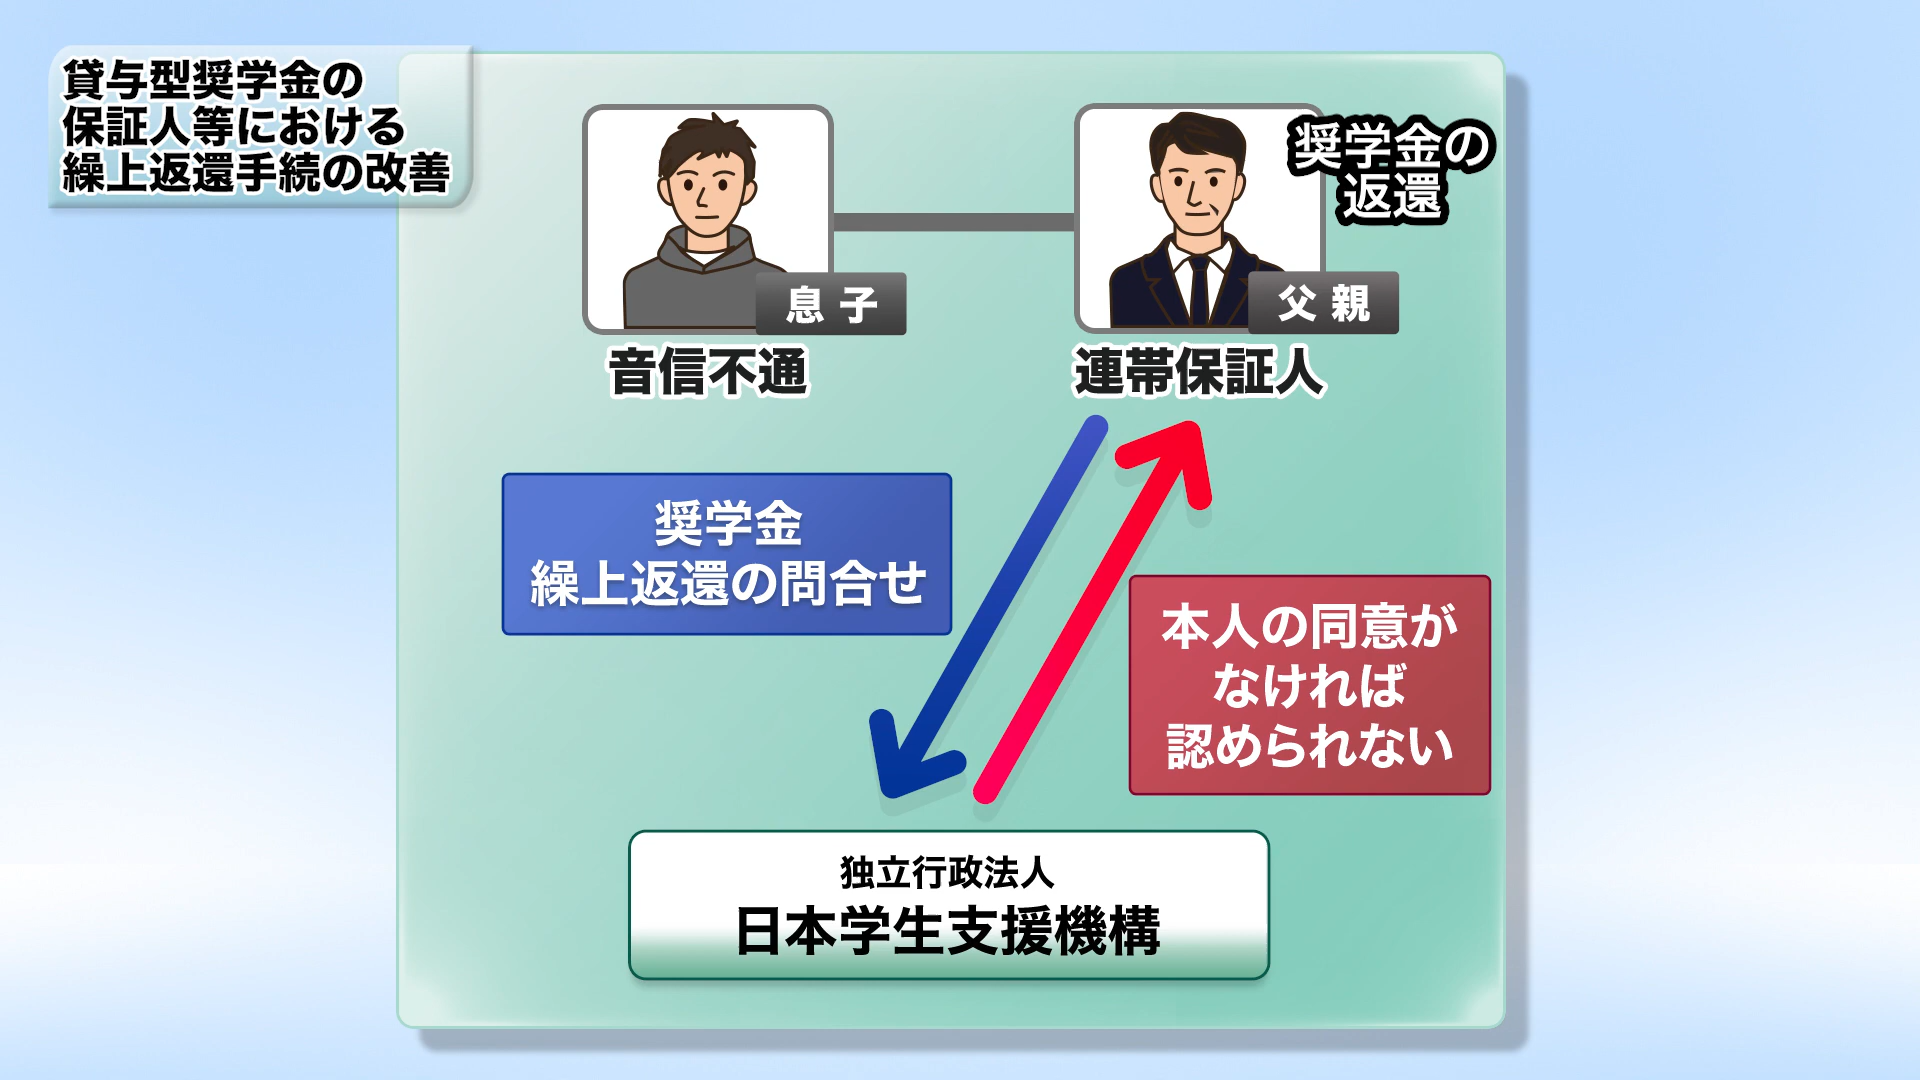 貸与型奨学金の
保証人等における
繰上返還手続の改善
奨学金の
返還
息子
父親
音信不通
連帯保証人
奨学金
繰上返還の問合せ
本人の同意が
なければ
認められない
独立行政法人
日本学生支援機構